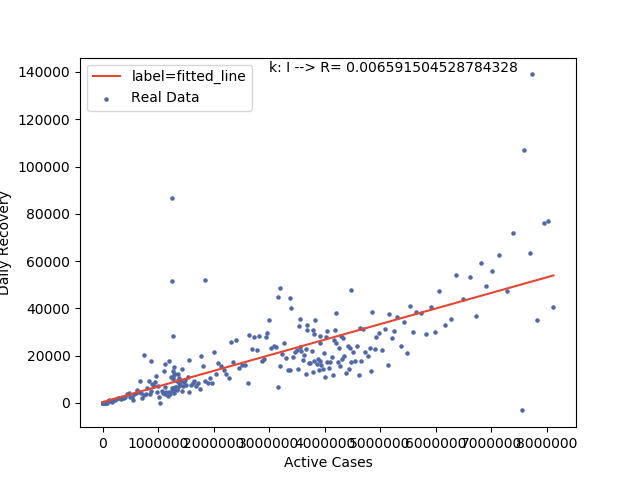 k: I --> R= 0.006591504528784328
label=fitted_line
Real Data
140000
120000
100000
80000
60000
40000
20000
0
Daily Recovery
0 1000000 2000000 3000000 4000000 5000000 6000000 7000000 8000000
Active Cases